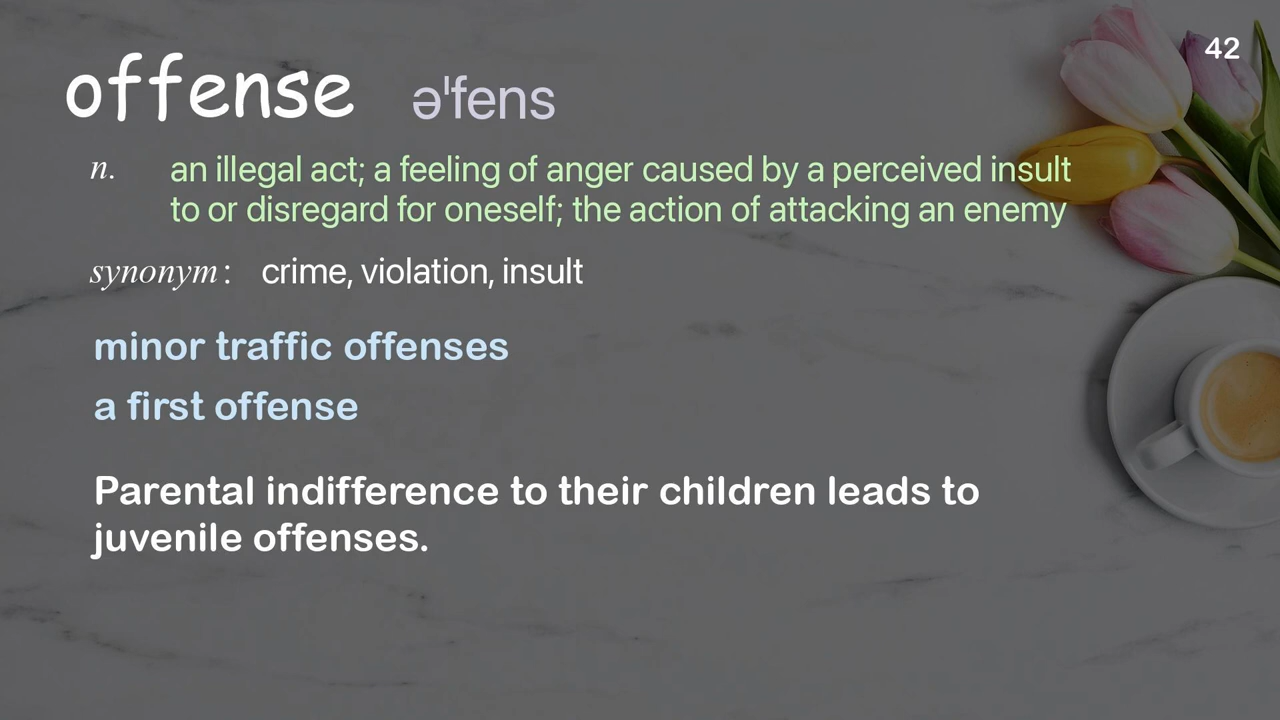 42
offense əˈfens
n. an illegal act; a feeling of anger caused by a perceived insult
to or disregard for oneself; the action of attacking an enemy
synonym: crime, violation, insult
minor traffic offenses
a first offense
Parental indifference to their children leads to
juvenile offenses.